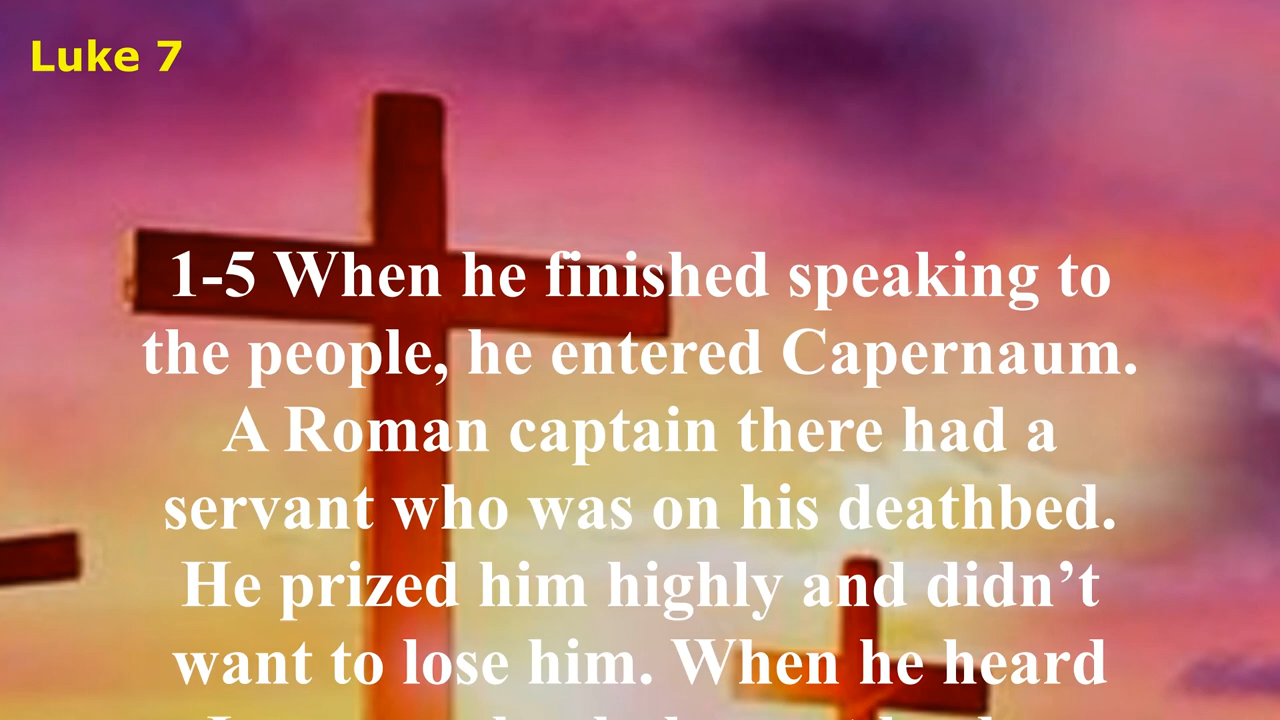 Luke 7
1-5 When he finished speaking to
the people, he entered Capernaum.
A Roman captain there had a
servant who was on his deathbed.
He prized him highly and didn’t
want to lose him. When he heard